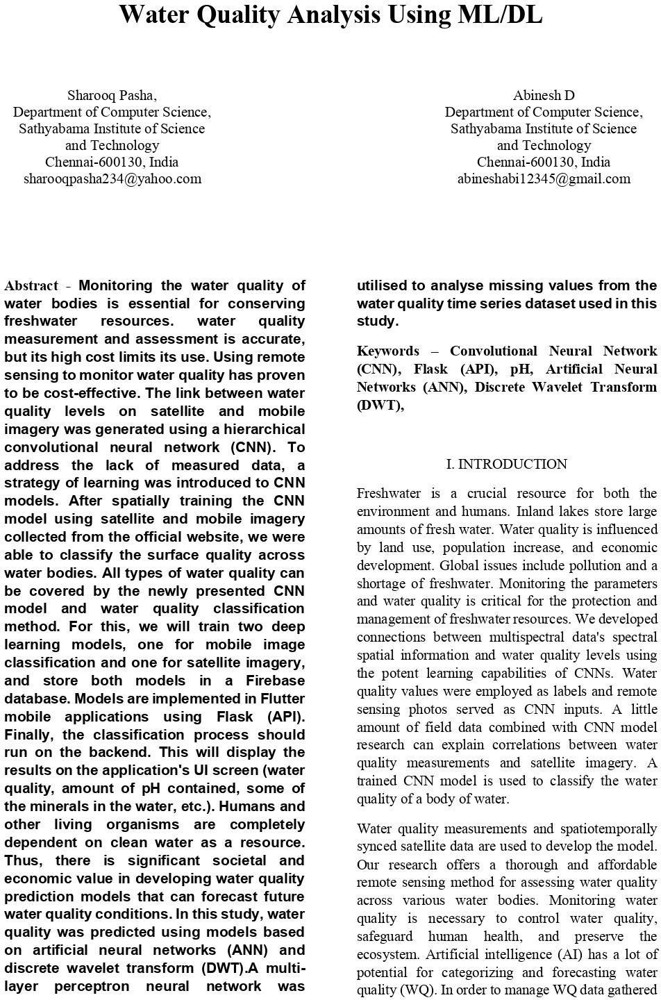 Water Quality Analysis Using ML/DL
Sharooq Pasha,
Department of Computer Science,
Sathyabama Institute of Science
and Technology
Chennai-600130, India
sharooqpasha234@yahoo.com
Abinesh D
Department of Computer Science,
Sathyabama Institute of Science
and Technology
Chennai-600130, India
abineshabi12345@gmail.com
Abstract - Monitoring the water quality of
water bodies is essential for conserving
freshwater resources. water quality
measurement and assessment is accurate,
but its high cost limits its use. Using remote
sensing to monitor water quality has proven
to be cost-effective. The link between water
quality levels on satellite and mobile
imagery was generated using a hierarchical
convolutional neural network (CNN). To
address the lack of measured data, a
strategy of learning was introduced to CNN
models. After spatially training the CNN
model using satellite and mobile imagery
collected from the official website, we were
able to classify the surface quality across
water bodies. All types of water quality can
be covered by the newly presented CNN
model and water quality classification
method. For this, we will train two deep
learning models, one for mobile image
classification and one for satellite imagery,
and store both models in a Firebase
database. Models are implemented in Flutter
mobile applications using Flask (API).
Finally, the classification process should
run on the backend. This will display the
results on the application's UI screen (water
quality, amount of pH contained, some of
the minerals in the water, etc.). Humans and
other living organisms are completely
dependent on clean water as a resource.
Thus, there is significant societal and
economic value in developing water quality
prediction models that can forecast future
water quality conditions. In this study, water
quality was predicted using models based
on artificial neural networks (ANN) and
discrete wavelet transform (DWT).A multi-
layer perceptron neural network was
utilised to analyse missing values from the
water quality time series dataset used in this
study.
Keywords – Convolutional Neural Network
(CNN), Flask (API), pH, Artificial Neural
Networks (ANN), Discrete Wavelet Transform
(DWT),
I. INTRODUCTION
Freshwater is a crucial resource for both the
environment and humans. Inland lakes store large
amounts of fresh water. Water quality is influenced
by land use, population increase, and economic
development. Global issues include pollution and a
shortage of freshwater. Monitoring the parameters
and water quality is critical for the protection and
management of freshwater resources. We developed
connections between multispectral data's spectral
spatial information and water quality levels using
the potent learning capabilities of CNNs. Water
quality values were employed as labels and remote
sensing photos served as CNN inputs. A little
amount of field data combined with CNN model
research can explain correlations between water
quality measurements and satellite imagery. A
trained CNN model is used to classify the water
quality of a body of water.
Water quality measurements and spatiotemporally
synced satellite data are used to develop the model.
Our research offers a thorough and affordable
remote sensing method for assessing water quality
across various water bodies. Monitoring water
quality is necessary to control water quality,
safeguard human health, and preserve the
ecosystem. Artificial intelligence (AI) has a lot of
potential for categorizing and forecasting water
quality (WQ). In order to manage WQ data gathered